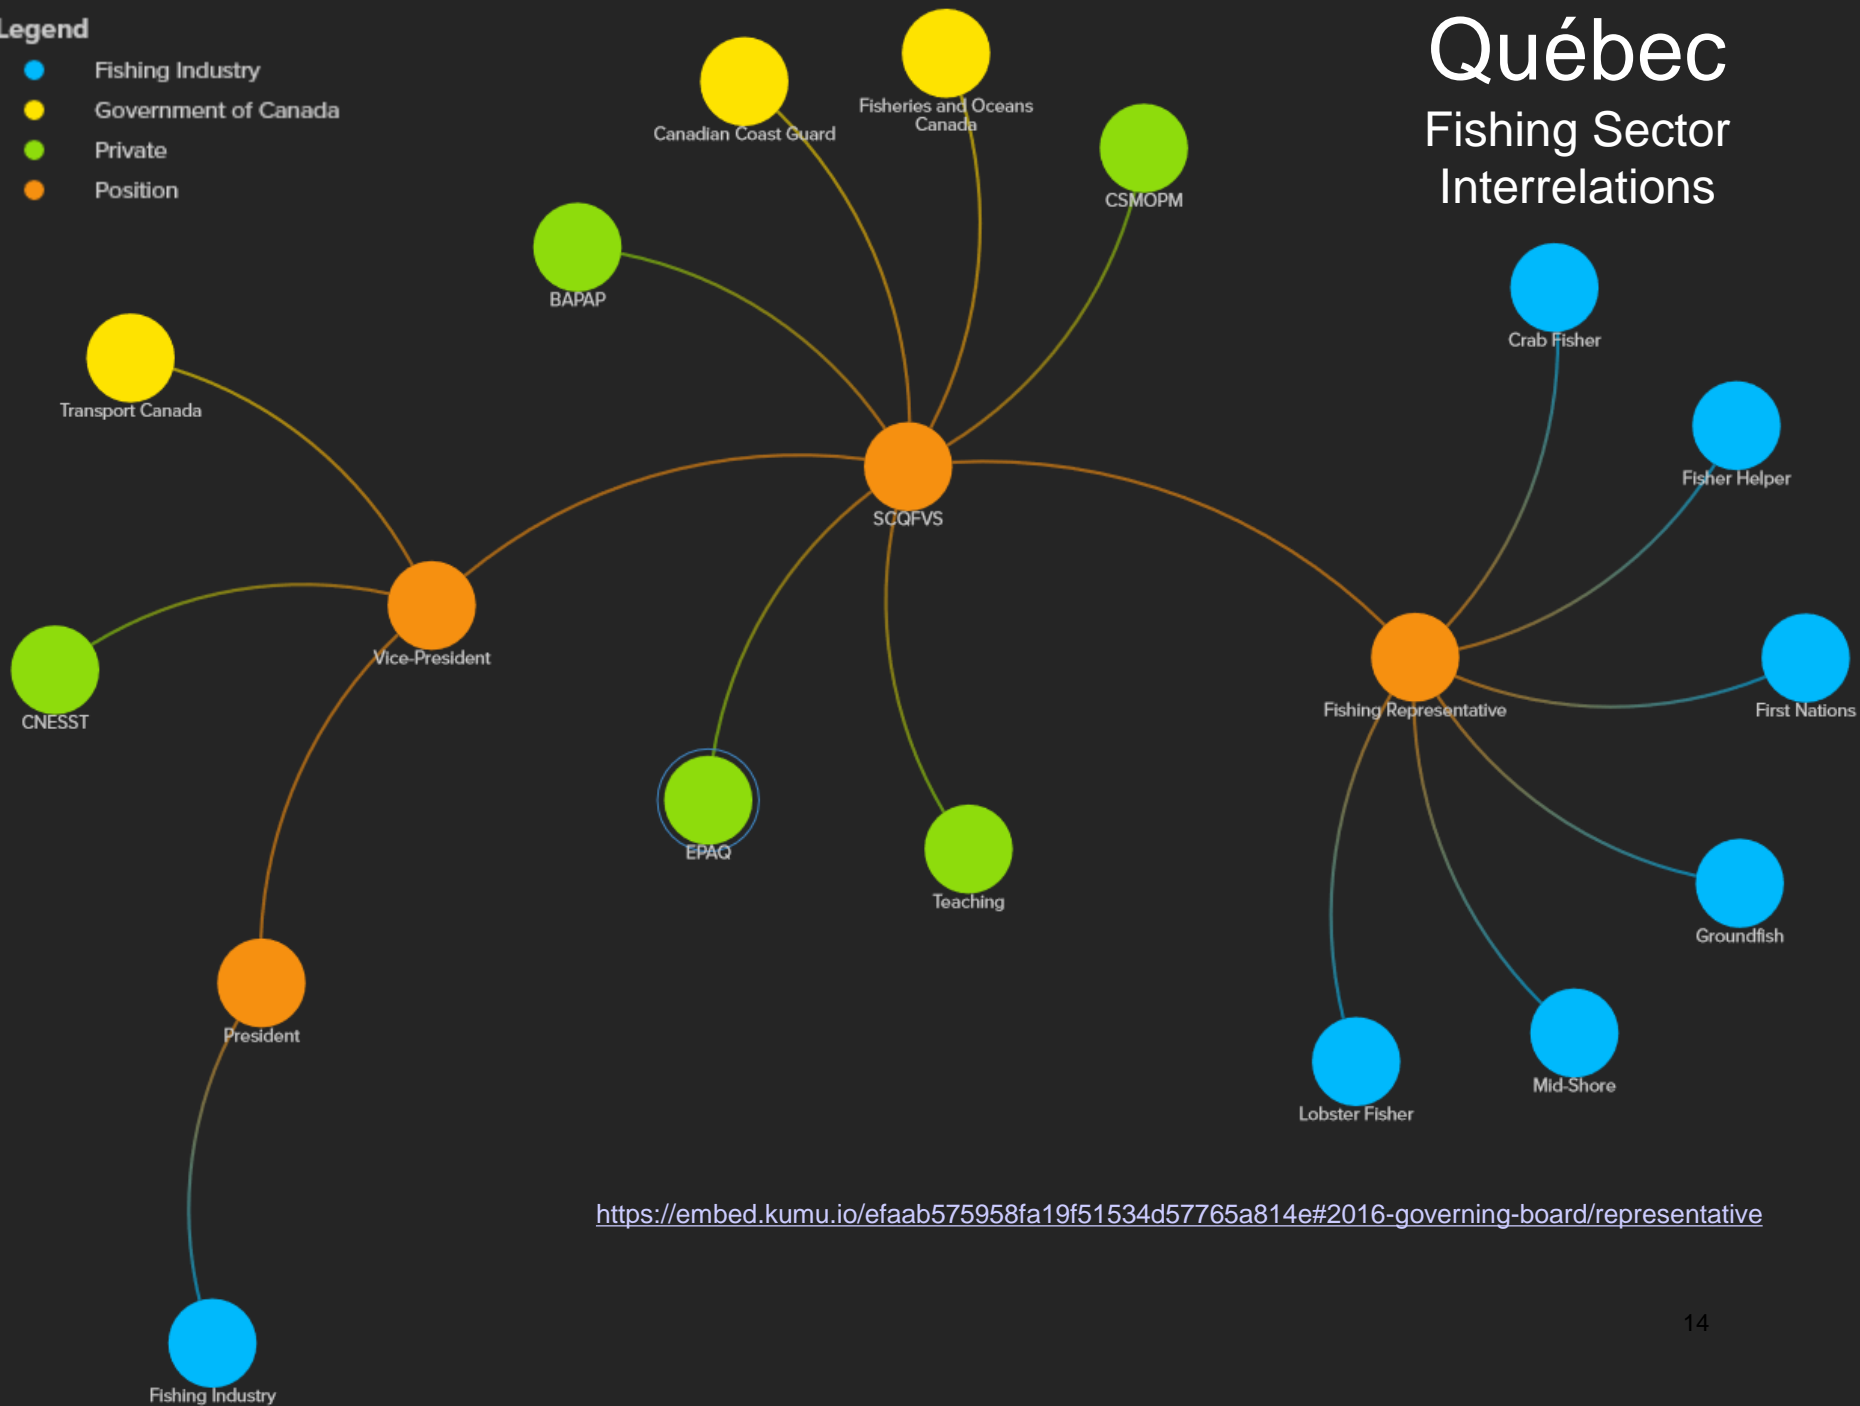 Legend
Fishing Industry
Government of Canada
Private
Position
Québec
Fishing Sector
Interrelations
Canadian Coast Guard
Fisheries and Oceans
Canada
CSMOPM
BAPAP
Crab Fisher
Transport Canada
Fisher Helper
SCQFVS
Vice-President
CNESST
Fishing Representative
First Nations
EPAQ
Teaching
Groundfish
President
Mid-Shore
Lobster Fisher
https://embed.kumu.io/efaab575958fa19f51534d57765a814e#2016-governing-board/representative
14
Fishing Industry